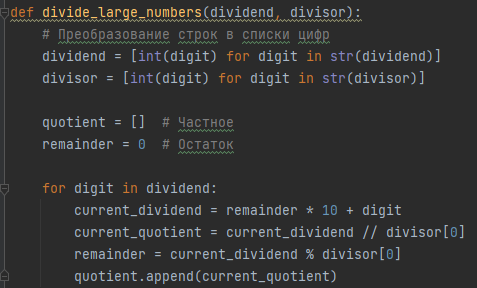 def divide_large_numbers(dividend, divisor):
    # Преобразование строк в списки цифр
    dividend = [int(digit) for digit in str(dividend)]
    divisor = [int(digit) for digit in str(divisor)]

    quotient = []  # Частное
    remainder = 0  # Остаток

    for digit in dividend:
        current_dividend = remainder * 10 + digit
        current_quotient = current_dividend // divisor[0]
        remainder = current_dividend % divisor[0]
        quotient.append(current_quotient)